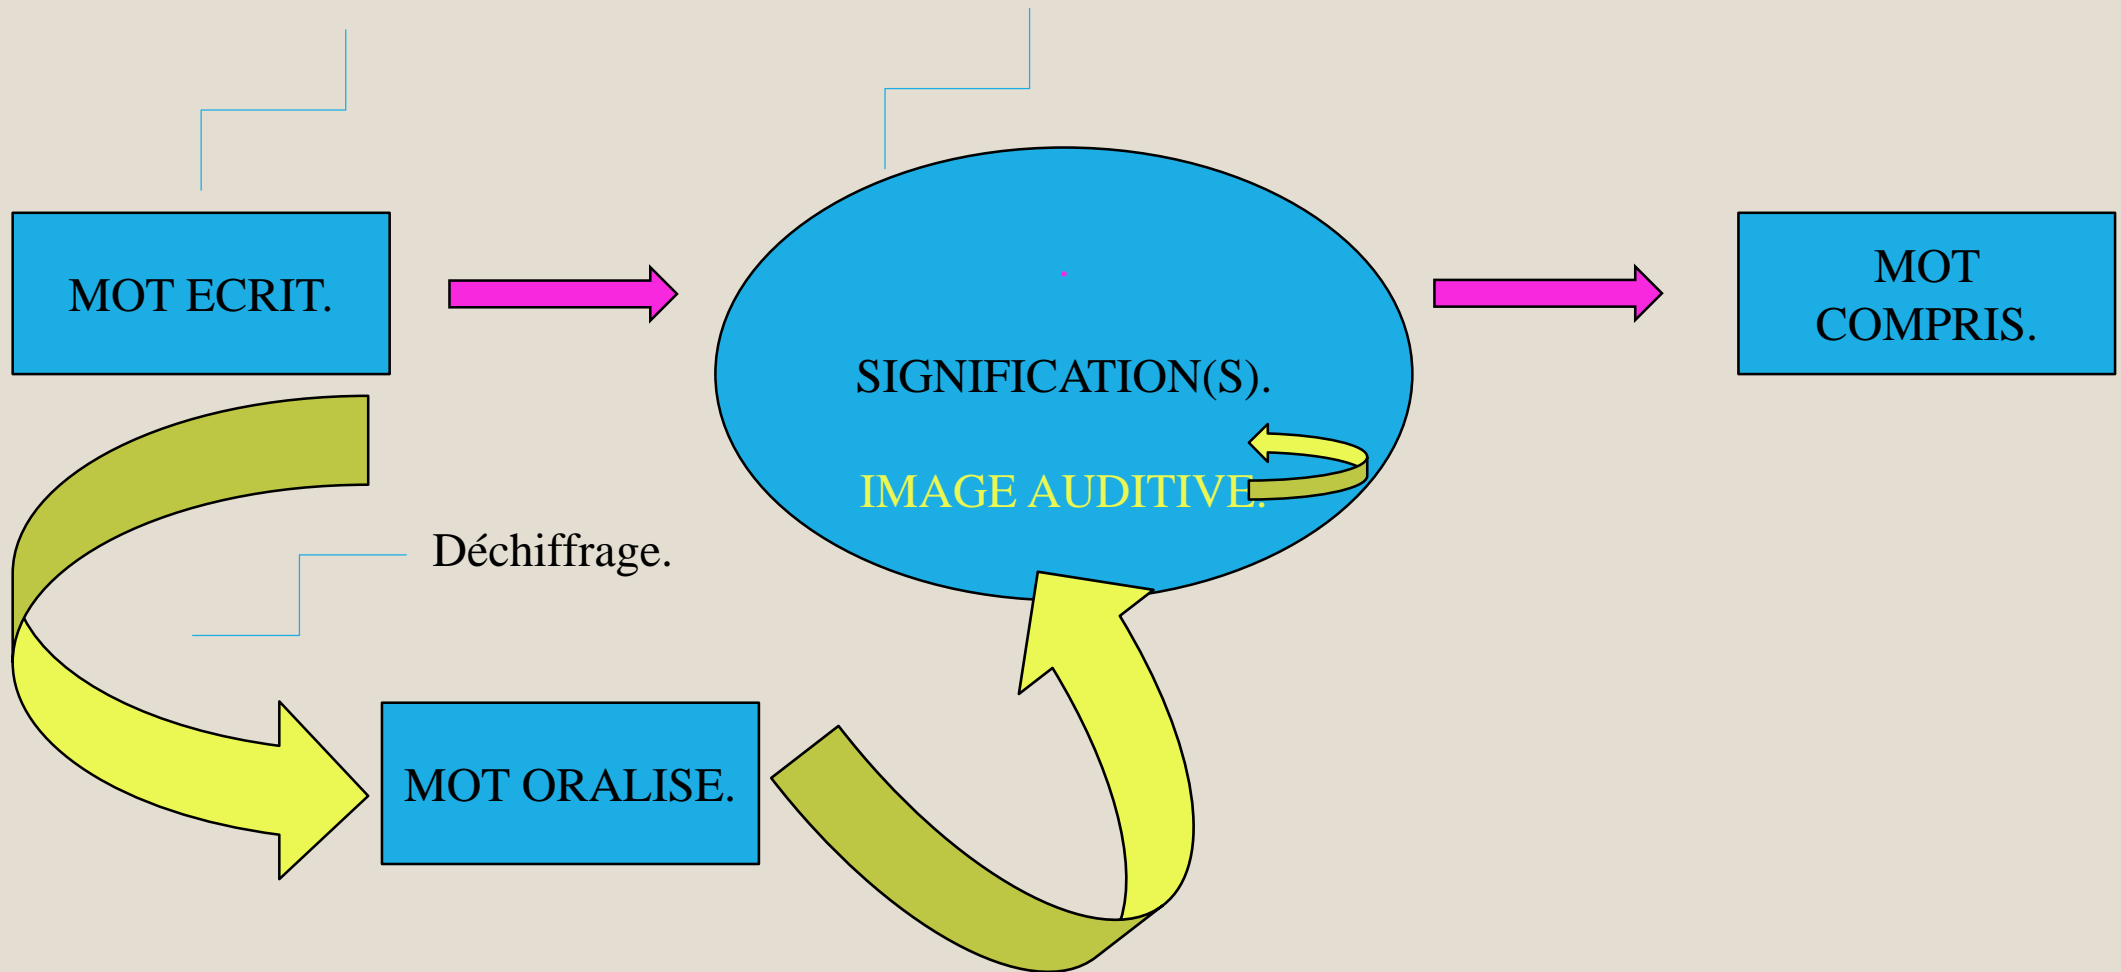 MOT ECRIT.
SIGNIFICATION(S).
IMAGE AUDITIVE.
MOT
COMPRIS.
Déchiffrage.
MOT ORALISE.